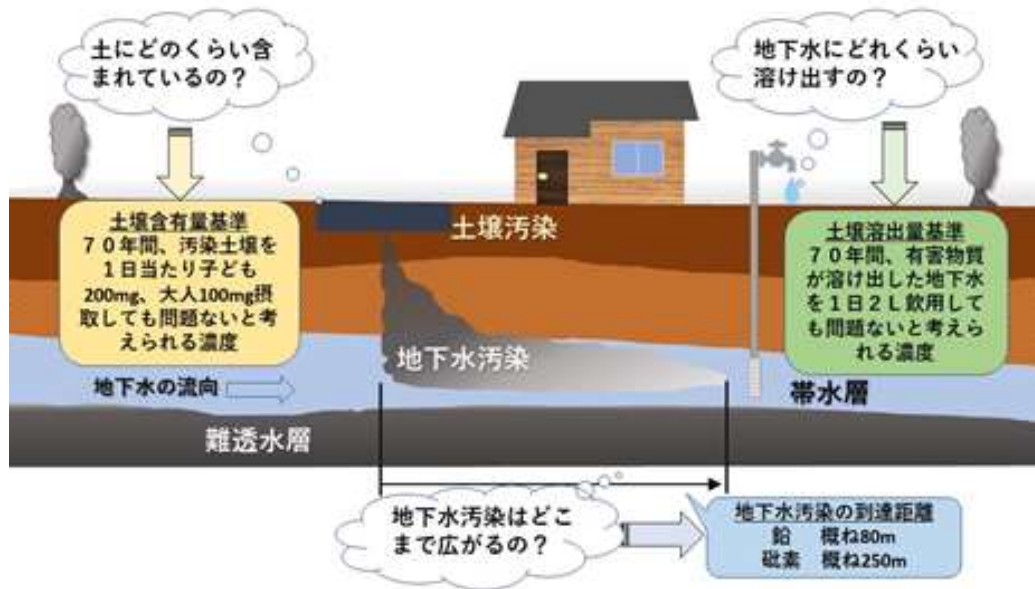 土にどのくらい含
まれているの？
地下水にどれくらい
溶け出すの？
土壌含有量基準
７０年間、汚染土壌を
１日当たり子ども
200mg、大人100mg摂
取しても問題ないと考
えられる濃度
土壌汚染
土壌溶出量基準
７０年間、有害物質
が溶け出した地下水
を１日２L飲用して
も問題ないと考えら
れる濃度
地下水汚染
地下水の流向
帯水層
難透水層
地下水汚染はどこ
まで広がるの？
地下水汚染の到達距離
鉛　概ね80m
砒素　概ね250m